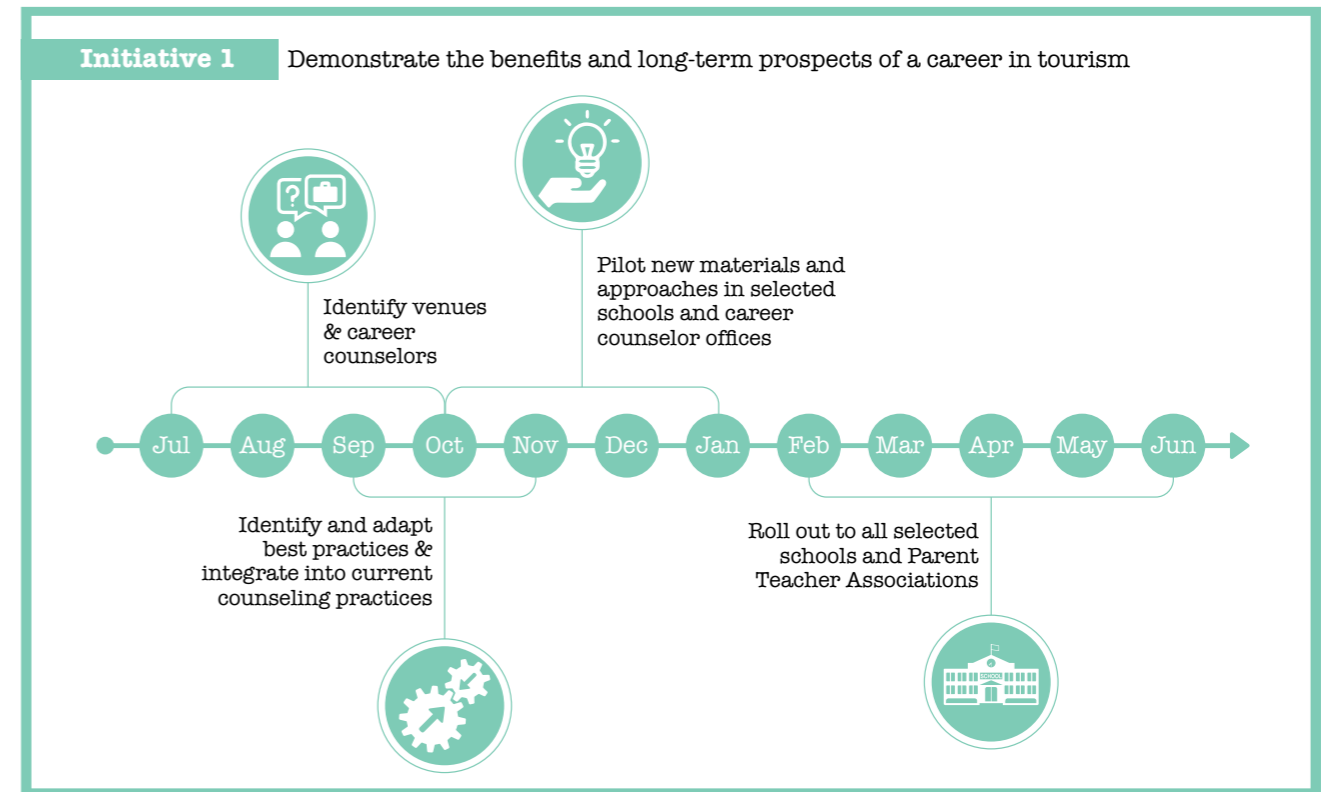 Initiative 1 Demonstrate the benefits and long-term prospects of a career in tourism
Identify venues
& career
counselors
Pilot new materials and
approaches in selected
schools and career
counselor offices
Jul Aug Sep Oct Nov Dec Jan Feb Mar Apr May Jun
Identify and adapt
best practices &
integrate into current
counseling practices
Roll out to all selected
schools and Parent
Teacher Associations
?
SCHOOL